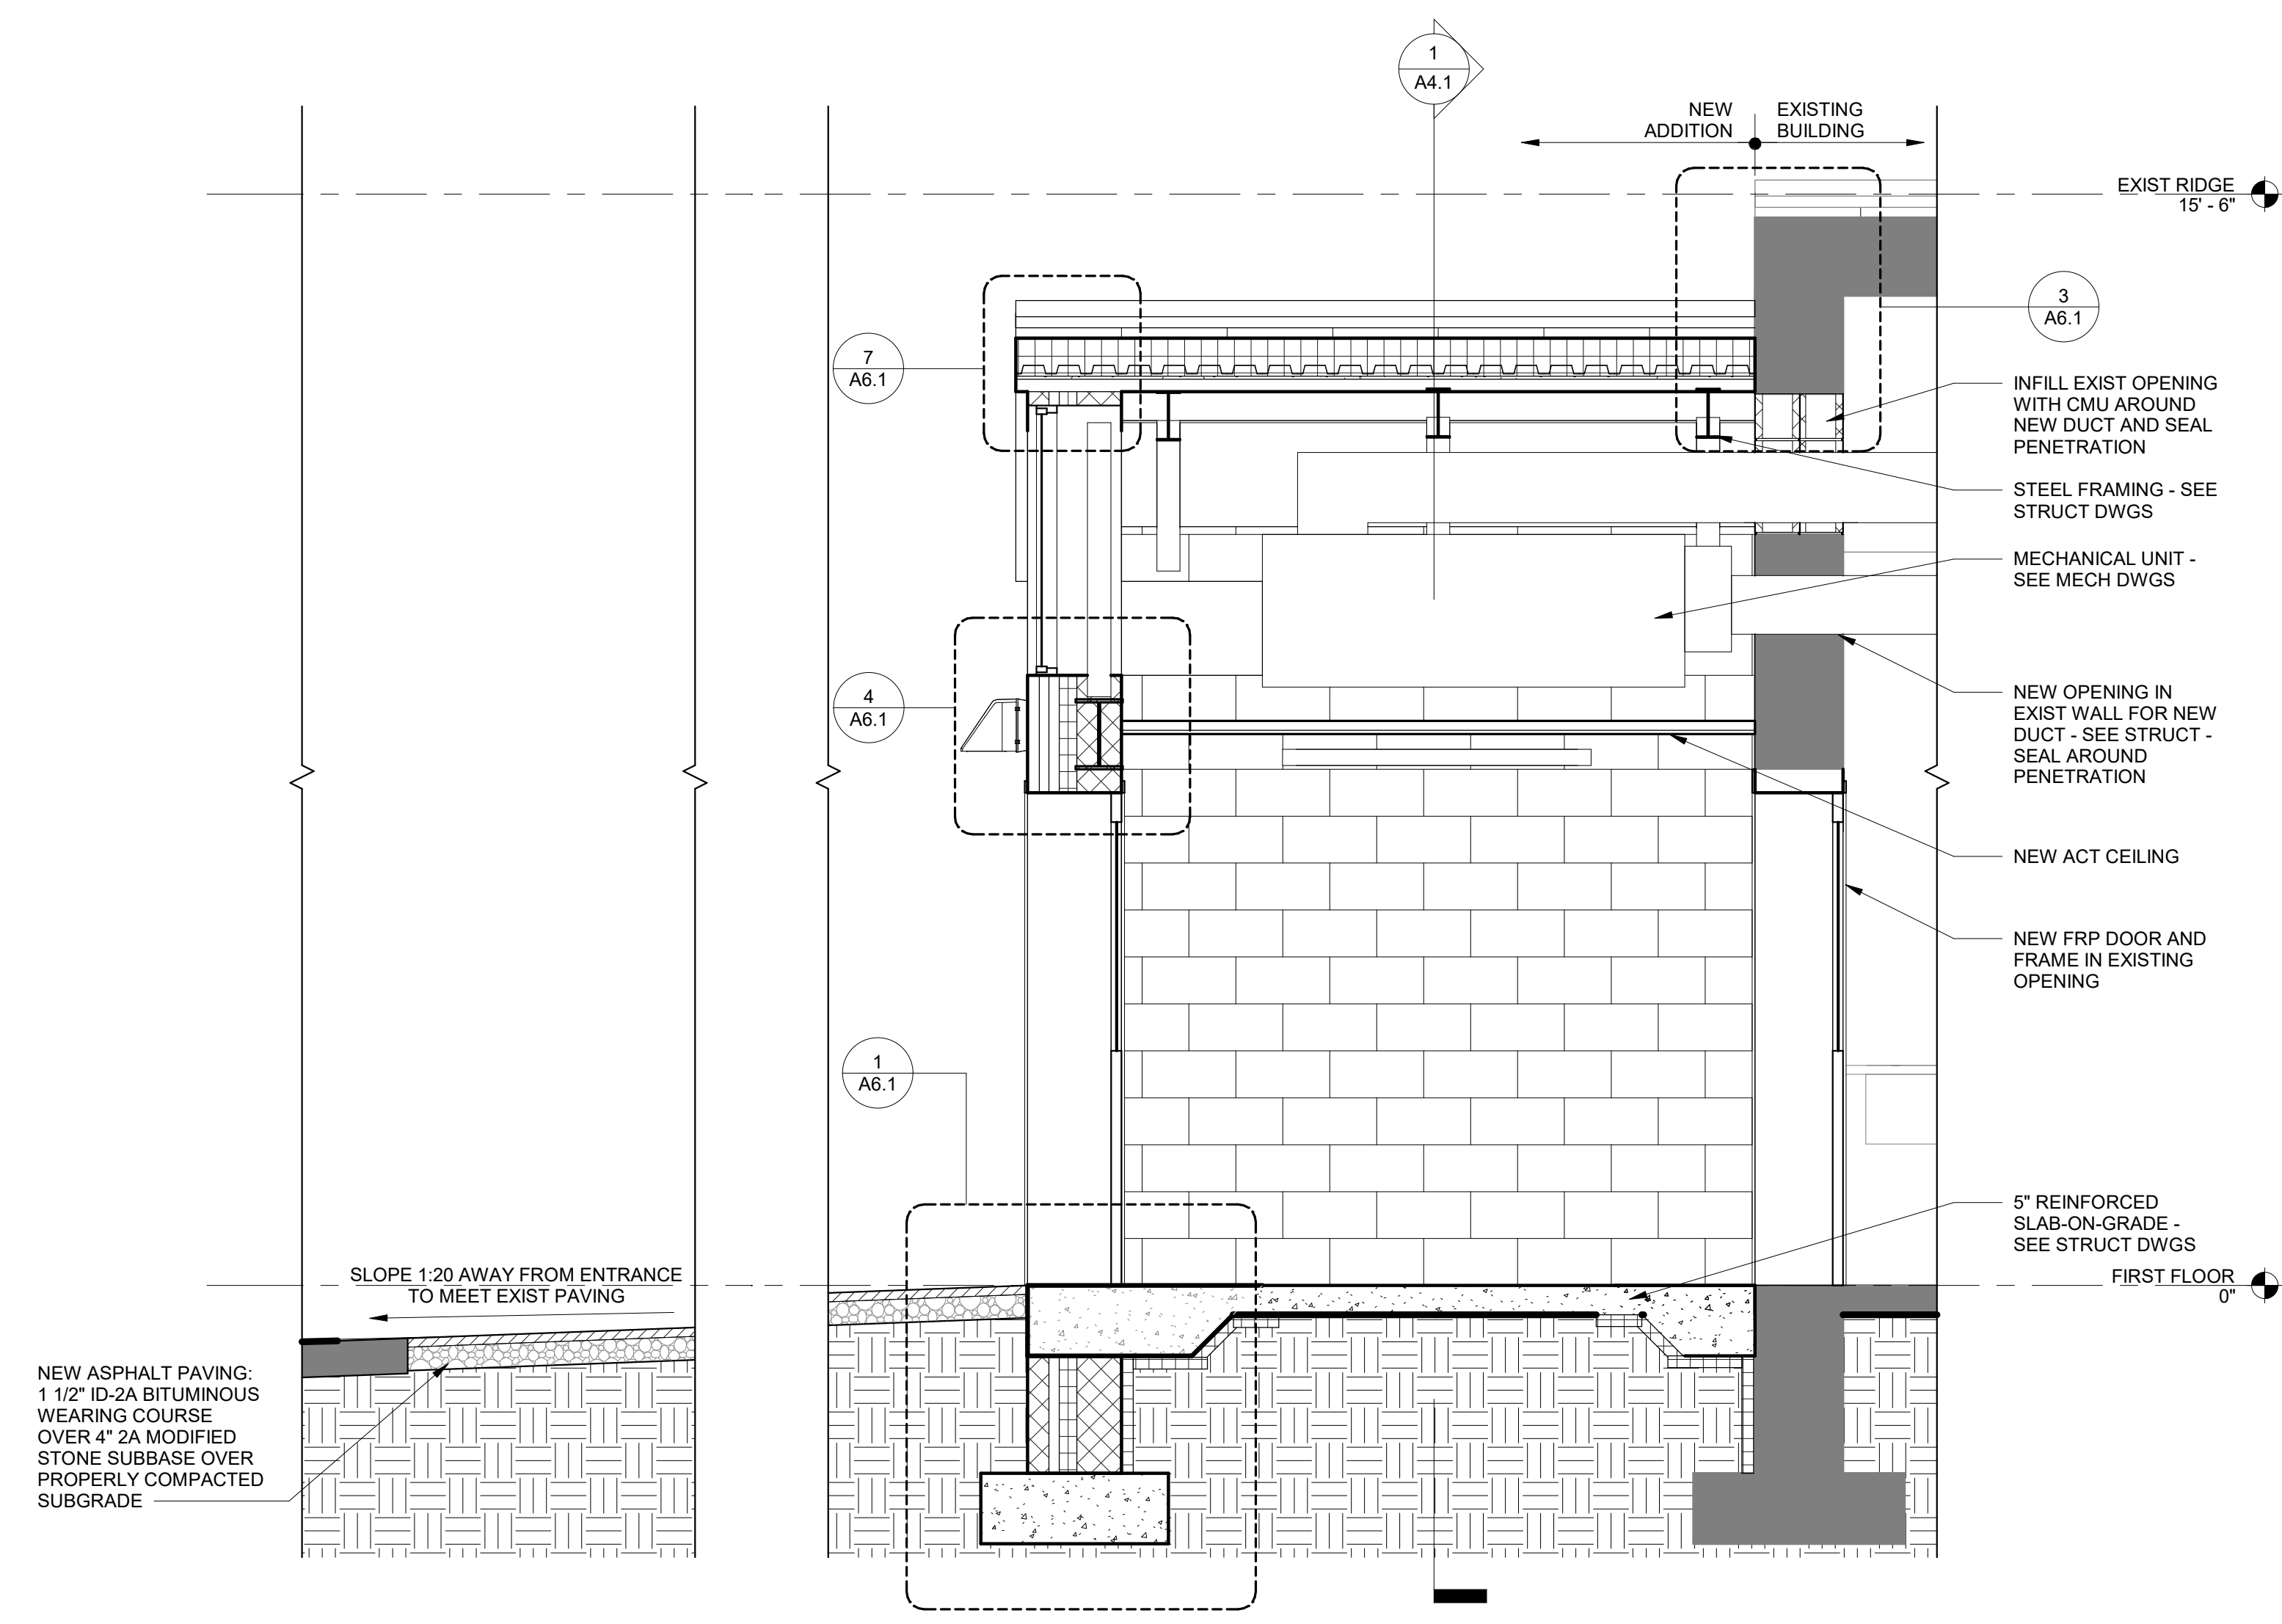 1
A4.1
NEW
ADDITION
EXISTING
BUILDING
EXIST RIDGE
15' - 6"
3
A6.1
7
A6.1
INFILL EXIST OPENING
WITH CMU AROUND
NEW DUCT AND SEAL
PENETRATION
STEEL FRAMING - SEE
STRUCT DWGS
MECHANICAL UNIT -
SEE MECH DWGS
4
A6.1
NEW OPENING IN
EXIST WALL FOR NEW
DUCT - SEE STRUCT -
SEAL AROUND
PENETRATION
NEW ACT CEILING
NEW FRP DOOR AND
FRAME IN EXISTING
OPENING
1
A6.1
5" REINFORCED
SLAB-ON-GRADE -
SEE STRUCT DWGS
SLOPE 1:20 AWAY FROM ENTRANCE
TO MEET EXIST PAVING
FIRST FLOOR
0"
NEW ASPHALT PAVING:
1 1/2" ID-2A BITUMINOUS
WEARING COURSE
OVER 4" 2A MODIFIED
STONE SUBBASE OVER
PROPERLY COMPACTED
SUBGRADE